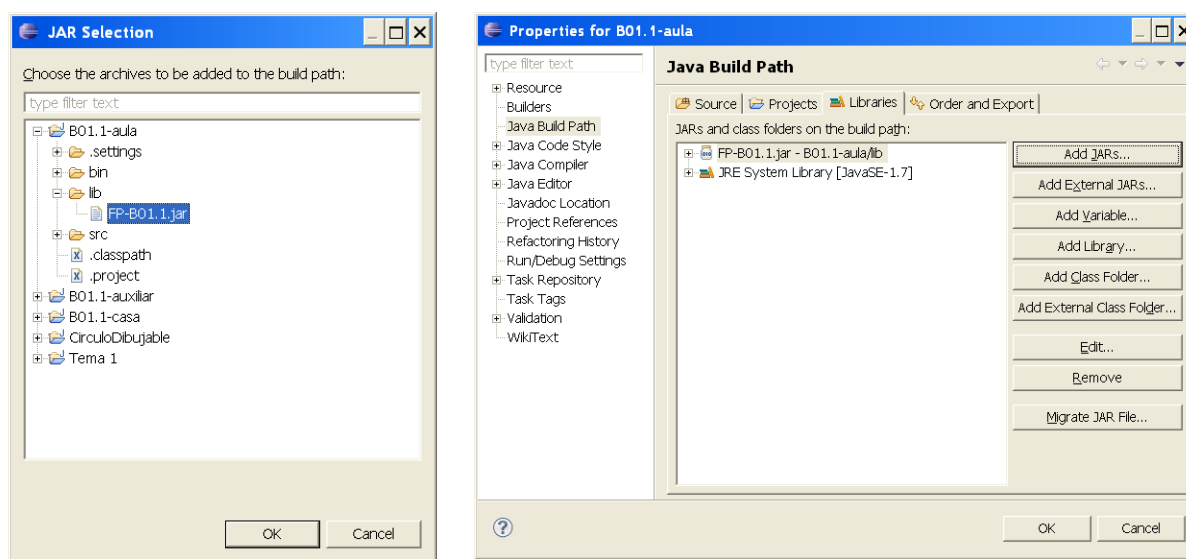 JAR Selection
Choose the archives to be added to the build path:
type filter text
B01.1-aula
.settings
bin
lib
FP-B01.1.jar
src
.classpath
.project
B01.1-auxiliar
B01.1-casa
CirculoDibujable
Tema 1
OK Cancel
Properties for B01.1-aula
type filter text
Resource
Builders
Java Build Path
Java Code Style
Java Compiler
Java Editor
Javadoc Location
Project References
Refactoring History
Run/Debug Settings
Task Repository
Task Tags
Validation
WikiText
Java Build Path
Source Projects Libraries Order and Export
JARs and class folders on the build path:
FP-B01.1.jar - B01.1-aula/lib
JRE System Library [JavaSE-1.7]
Add JARs...
Add External JARs...
Add Variable...
Add Library...
Add Class Folder...
Add External Class Folder...
Edit...
Remove
Migrate JAR File...
OK Cancel